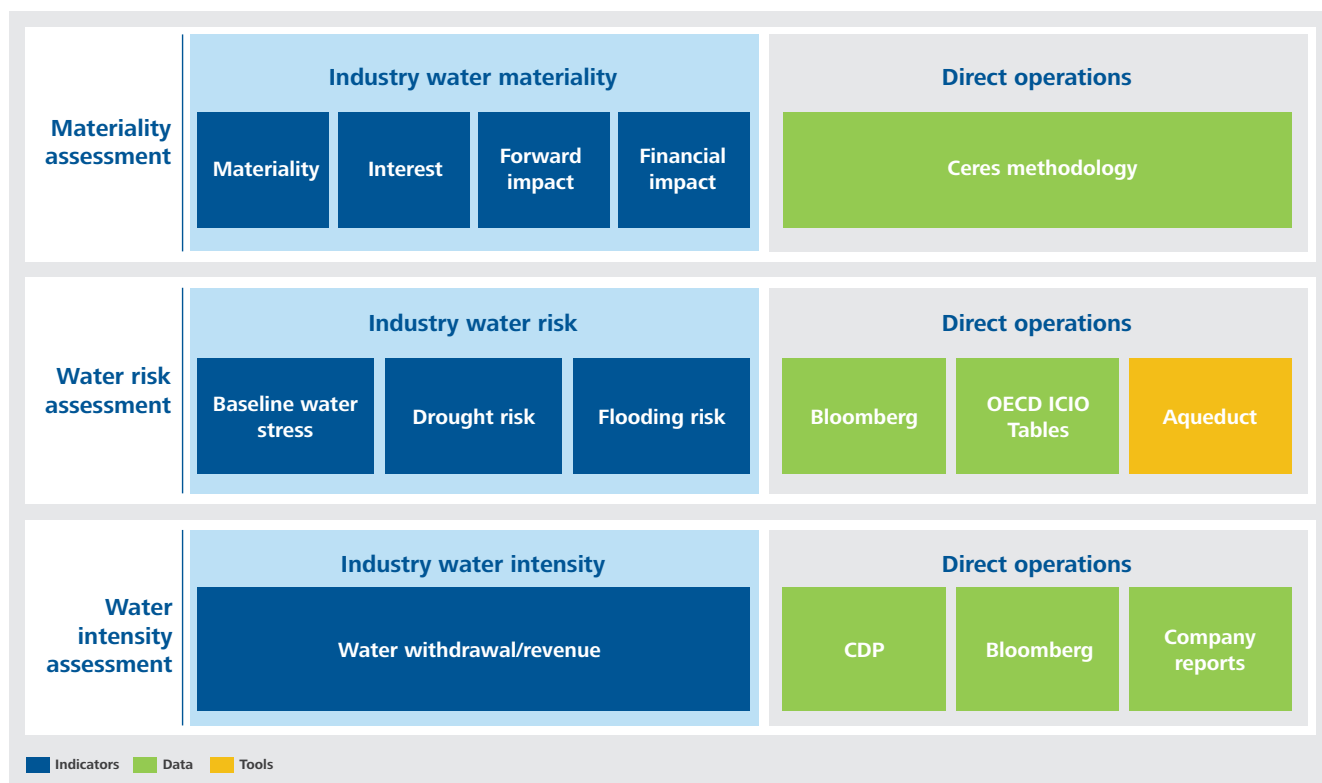 Industry water materiality
Direct operations
Materiality
assessment
Materiality
Interest
Forward
impact
Financial
impact
Ceres methodology
Industry water risk
Direct operations
Water risk
assessment
Baseline water
stress
Drought risk
Flooding risk
Bloomberg
OECD ICIO
Tables
Aqueduct
Industry water intensity
Direct operations
Water
intensity
assessment
Water withdrawal/revenue
CDP
Bloomberg
Company
reports
Indicators
Data
Tools